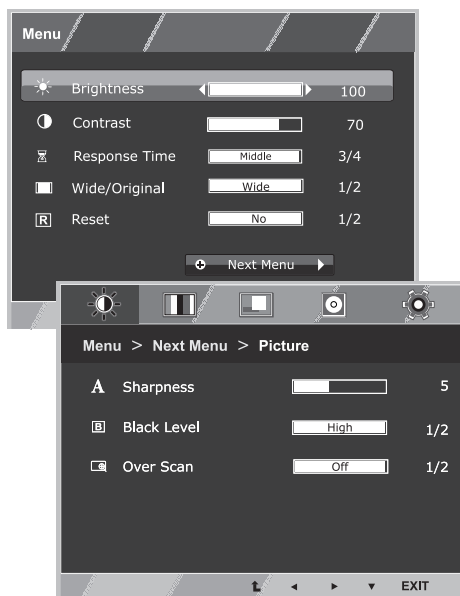 Menu
Brightness 100
Contrast 70
Response Time Middle 3/4
Wide/Original Wide 1/2
R Reset No 1/2
Next Menu
Menu > Next Menu > Picture
A Sharpness 5
B Black Level High 1/2
Over Scan Off 1/2
EXIT